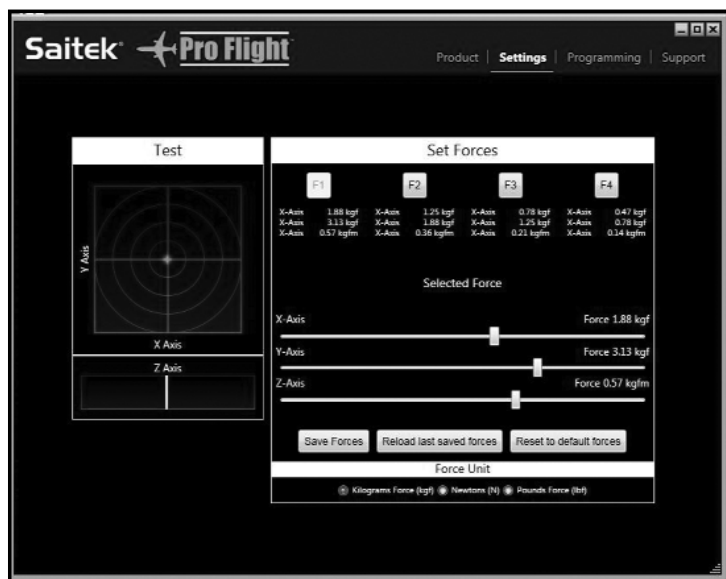 Saitek Pro Flight
Product | Settings | Programming | Support
Test
Y Axis
X Axis
Z Axis
Set Forces
F1 F2 F3 F4
X-Axis 1.88 kgf X-Axis 1.25 kgf X-Axis 0.78 kgf X-Axis 0.47 kgf
X-Axis 3.13 kgf X-Axis 1.88 kgf X-Axis 1.25 kgf X-Axis 0.78 kgf
X-Axis 0.57 kgfm X-Axis 0.36 kgfm X-Axis 0.21 kgfm X-Axis 0.14 kgfm
Selected Force
X-Axis Force 1.88 kgf
Y-Axis Force 3.13 kgf
Z-Axis Force 0.57 kgfm
Save Forces Reload last saved forces Reset to default forces
Force Unit
Kilograms Force (kgf) Newtons (N) Pounds Force (lbf)